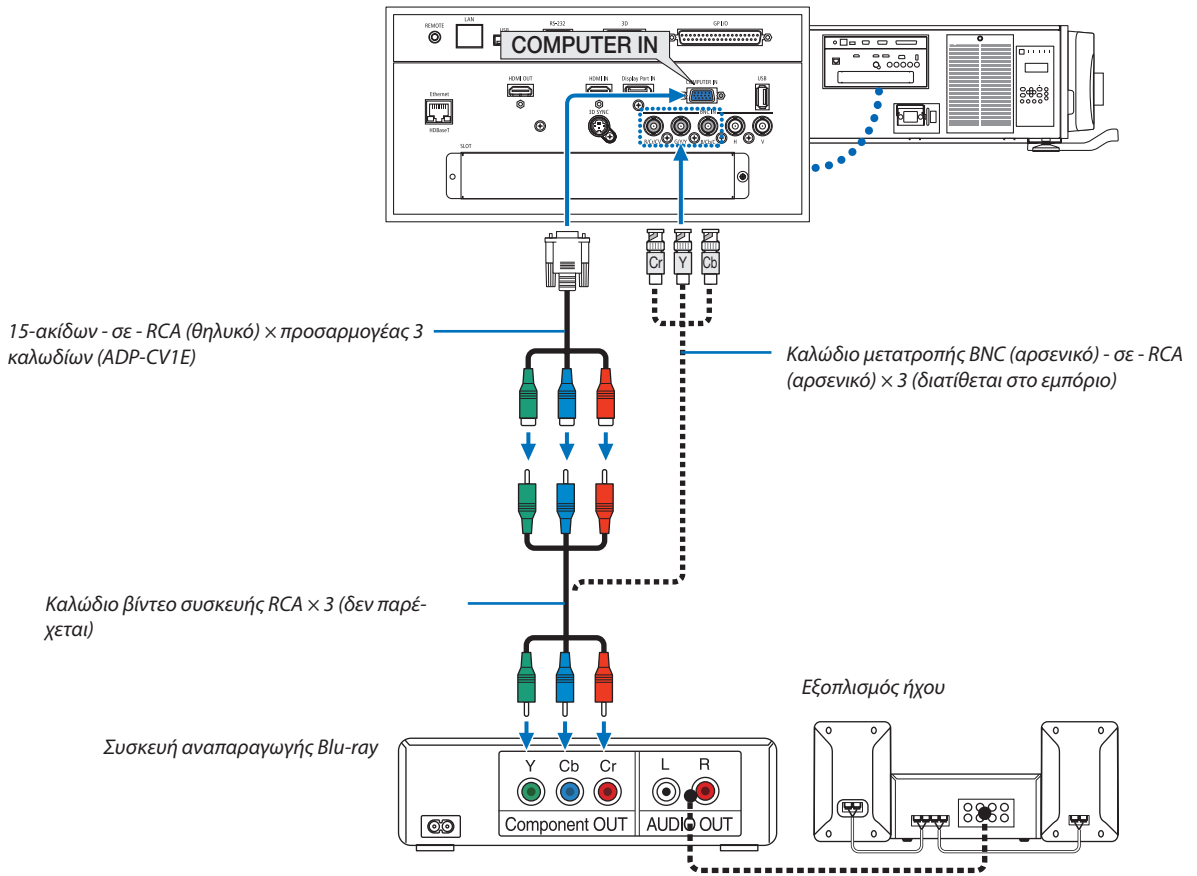 REMOTE
LAN
RS-232
3D
GP I/O
COMPUTER IN
HDMI OUT
HDMI IN
Display Port IN
COMPUTER IN
USB
Ethernet
HDBaseT
3D SYNC
H
V
SLOT
Cr
Y
Cb
15-ακίδων - σε - RCA (θηλυκό) × προσαρμογέας 3
καλωδίων (ADP-CV1E)
Καλώδιο μετατροπής BNC (αρσενικό) - σε - RCA
(αρσενικό) × 3 (διατίθεται στο εμπόριο)
Καλώδιο βίντεο συσκευής RCA × 3 (δεν παρέ-
χεται)
Εξοπλισμός ήχου
Συσκευή αναπαραγωγής Blu-ray
Y
Cb
Cr
L
R
Component OUT
AUDIO OUT